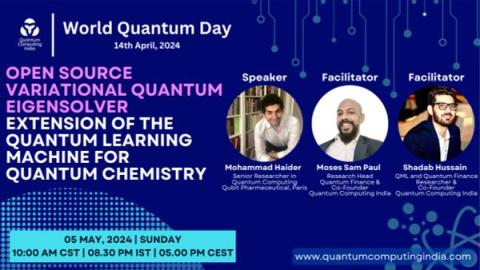 Quantum
Computing
India
World Quantum Day
14th April, 2024
OPEN SOURCE
VARIATIONAL QUANTUM
EIGENSOLVER
EXTENSION OF THE
QUANTUM LEARNING
MACHINE FOR
QUANTUM CHEMISTRY
Speaker
Mohammad Haider
Senior Researcher in
Quantum Computing
Qubit Pharmeceutical, Paris
Facilitator
Moses Sam Paul
Research Head
Quantum Finance &
Co-Founder
Quantum Computing India
Facilitator
Shadab Hussain
QML and Quantum Finance
Researcher &
Co-Founder
Quantum Computing India
05 MAY, 2024 | SUNDAY
10:00 AM CST | 08.30 PM IST | 05.00 PM CEST
www.quantumcomputingindia.com